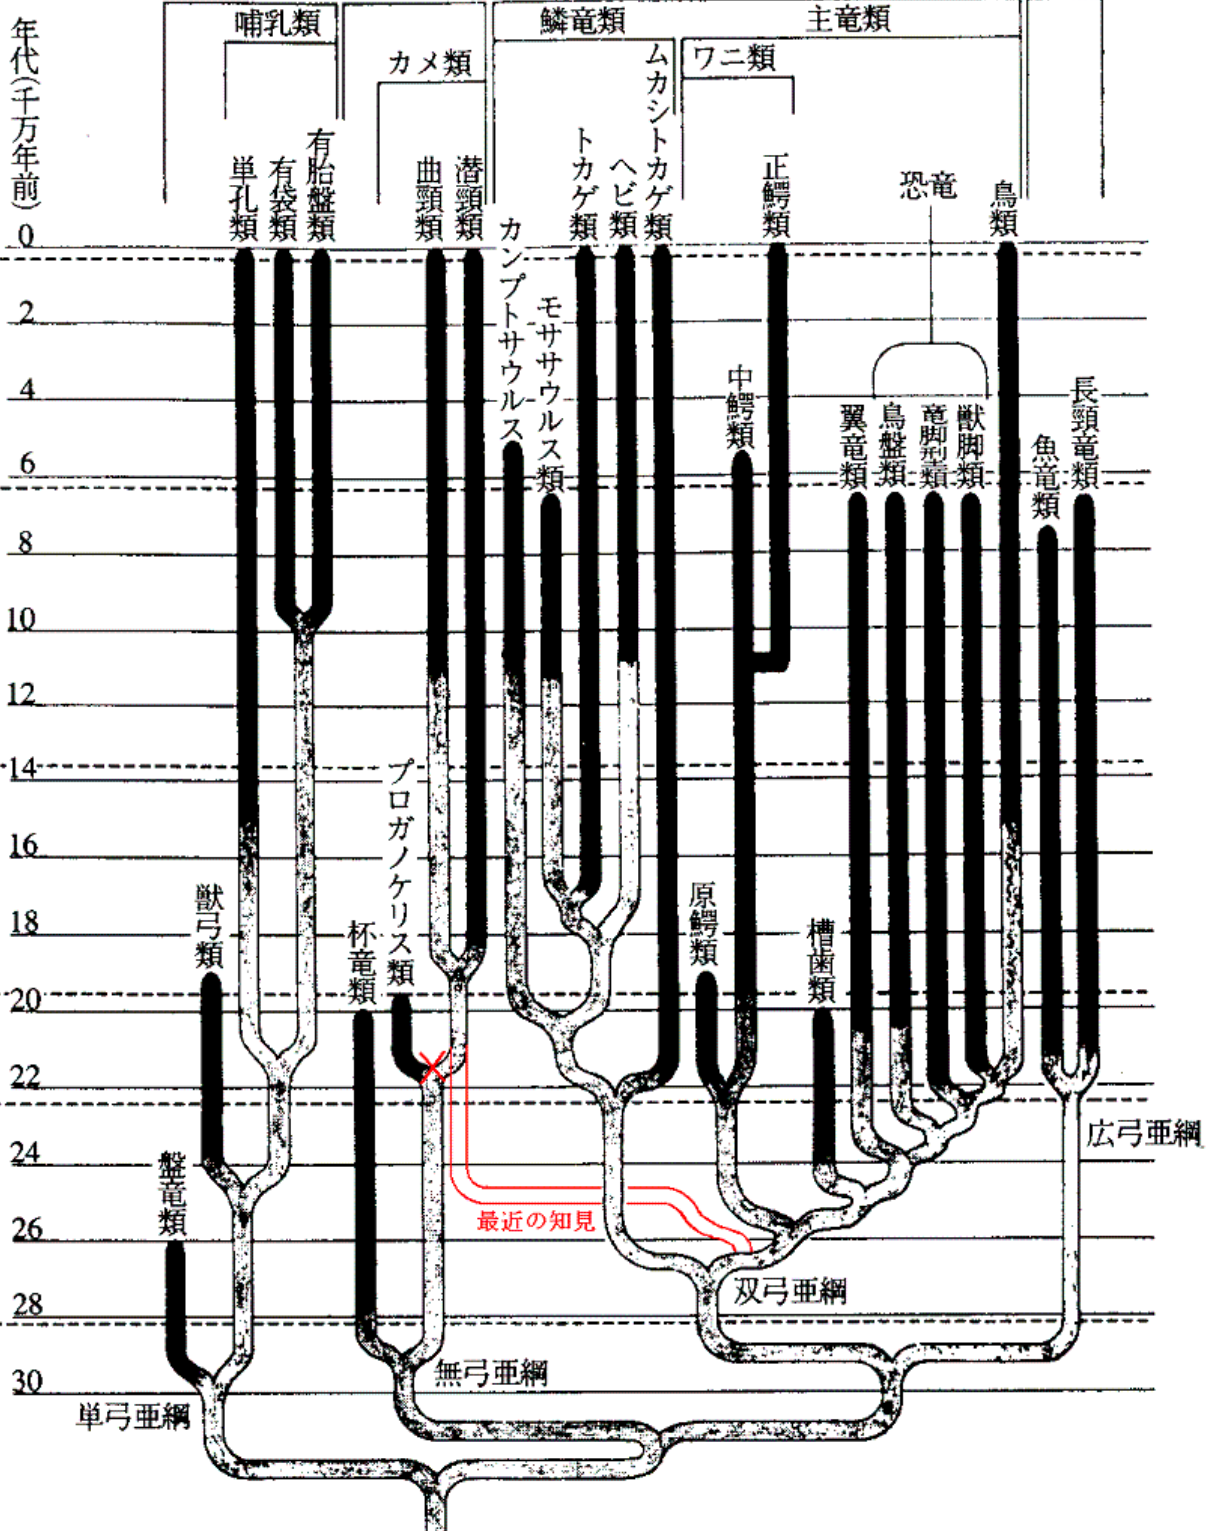 年代(千万年前)
哺乳類
鱗竜類
主竜類
カメ類
ワニ類
単孔類
有袋類
有胎盤類
曲頸類
潜頸類
カンプトサウルス
モササウルス類
トカゲ類
ヘビ類
ムカシトカゲ類
正鰐類
恐竜
鳥類
0
2
4
中鰐類
翼竜類
鳥盤類
竜脚類
獣脚類
魚竜類
長頸竜類
6
8
10
12
14
プロガノケリス類
16
獣弓類
杯竜類
原鰐類
槽歯類
18
20
22
広弓亜綱
24
盤竜類
最近の知見
26
双弓亜綱
28
無弓亜綱
30
単弓亜綱